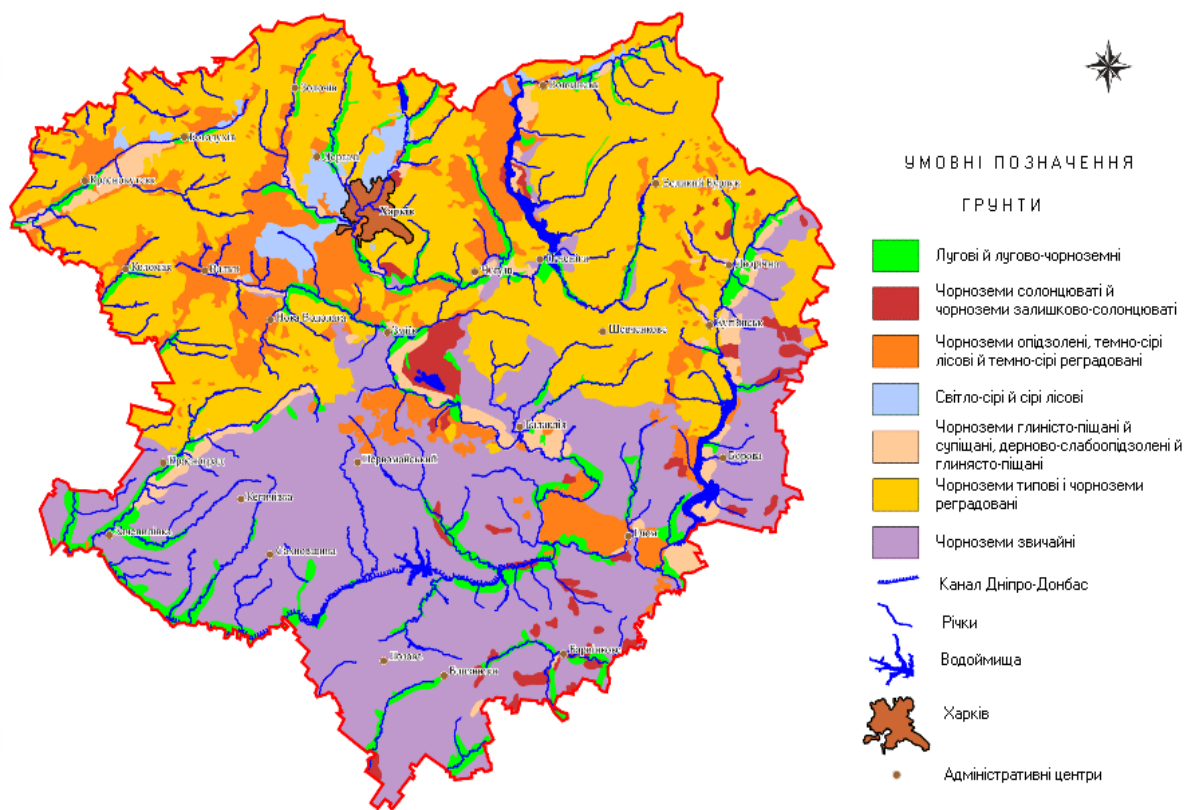 Золочів
Вовчанськ
Богодухів
Дергачі
Краснокутськ
Великий Бурлук
Харків
Коломак
Валки
Чугуїв
Печеніги
Дворічна
Нова Водолага
Зміїв
Шевченкове
Куп'янськ
Балаклія
Красноград
Первомайський
Борова
Кегичівка
Зачепилівка
Сахновщина
Ізюм
Лозова
Близнюки
Барвінкове
УМОВНІ ПОЗНАЧЕННЯ
ГРУНТИ
Лугові й лугово-чорноземні
Чорноземи солонцюваті й
чорноземи залишково-солонцюваті
Чорноземи опідзолені, темно-сірі
лісові й темно-сірі реградовані
Світло-сірі й сірі лісові
Чорноземи глиністо-піщані й
супіщані, дерново-слабоопідзолені й
глинясто-піщані
Чорноземи типові і чорноземи
реградовані
Чорноземи звичайні
Канал Дніпро-Донбас
Річки
Водоймища
Харків
Адміністративні центри